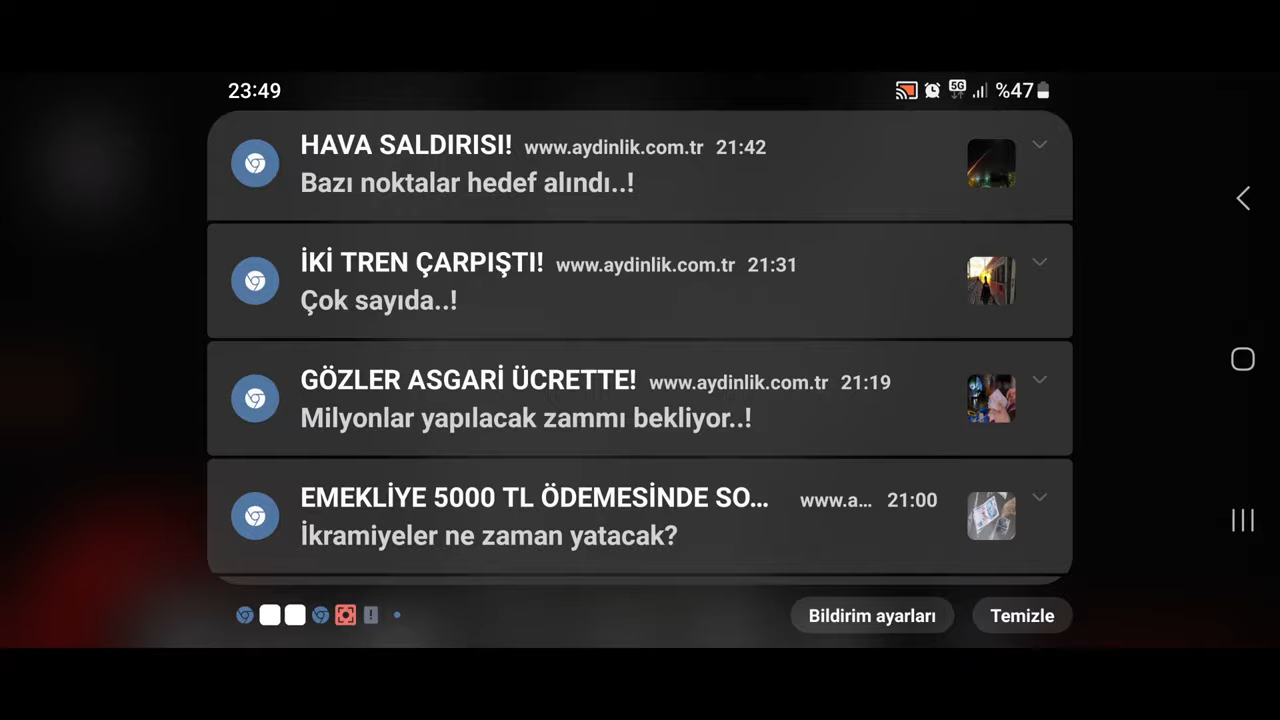 23:49
5G
%47
HAVA SALDIRISI! www.aydinlik.com.tr 21:42
Bazı noktalar hedef alındı..!
İKİ TREN ÇARPIŞTI! www.aydinlik.com.tr 21:31
Çok sayıda..!
GÖZLER ASGARİ ÜCRETTE! www.aydinlik.com.tr 21:19
Milyonlar yapılacak zammı bekliyor..!
EMEKLİYE 5000 TL ÖDEMESİNDE SO... www.a... 21:00
İkramiyeler ne zaman yatacak?
Bildirim ayarları
Temizle